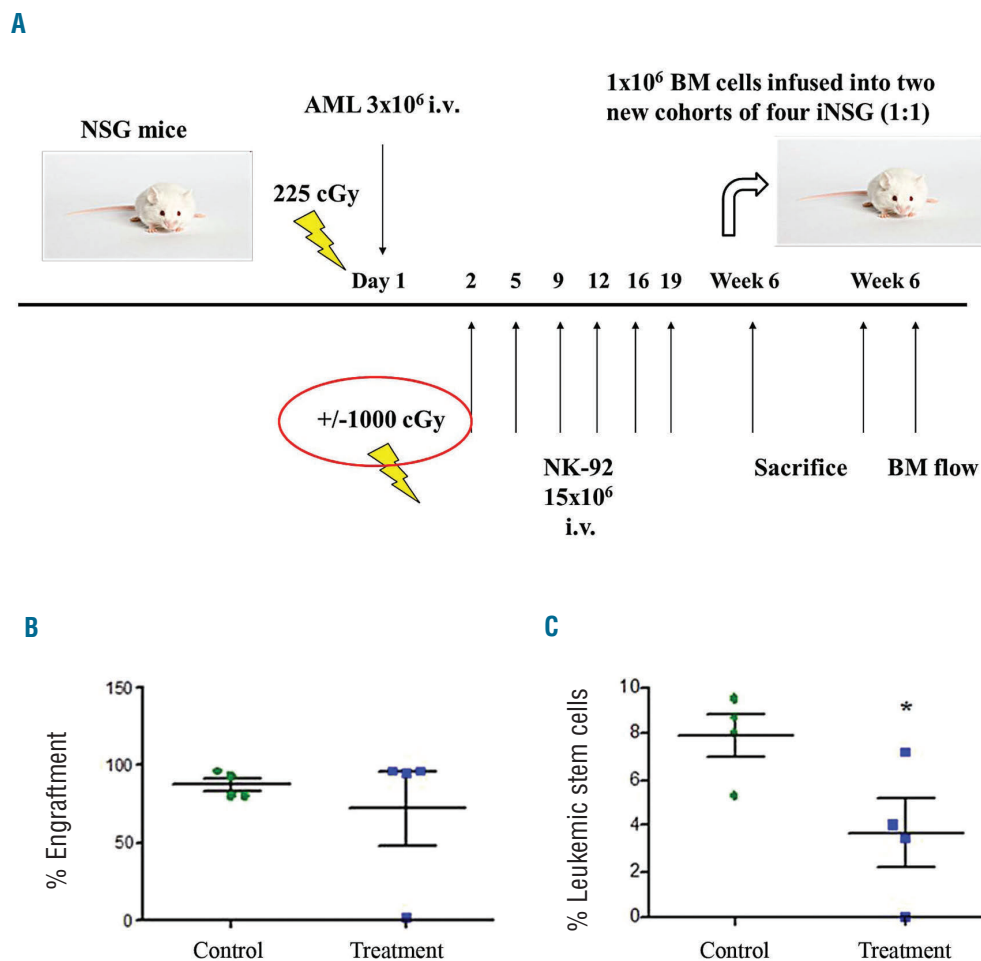 A
AML 3x10⁶ i.v.
1x10⁶ BM cells infused into two
new cohorts of four iNSG (1:1)
NSG mice
225 cGy
Day 1 2 5 9 12 16 19 Week 6 Week 6
+/-1000 cGy
NK-92
15x10⁶
i.v.
Sacrifice
BM flow
B
% Engraftment
150
100
50
0
Control Treatment
C
% Leukemic stem cells
10
8
6
4
2
0
*
Control Treatment